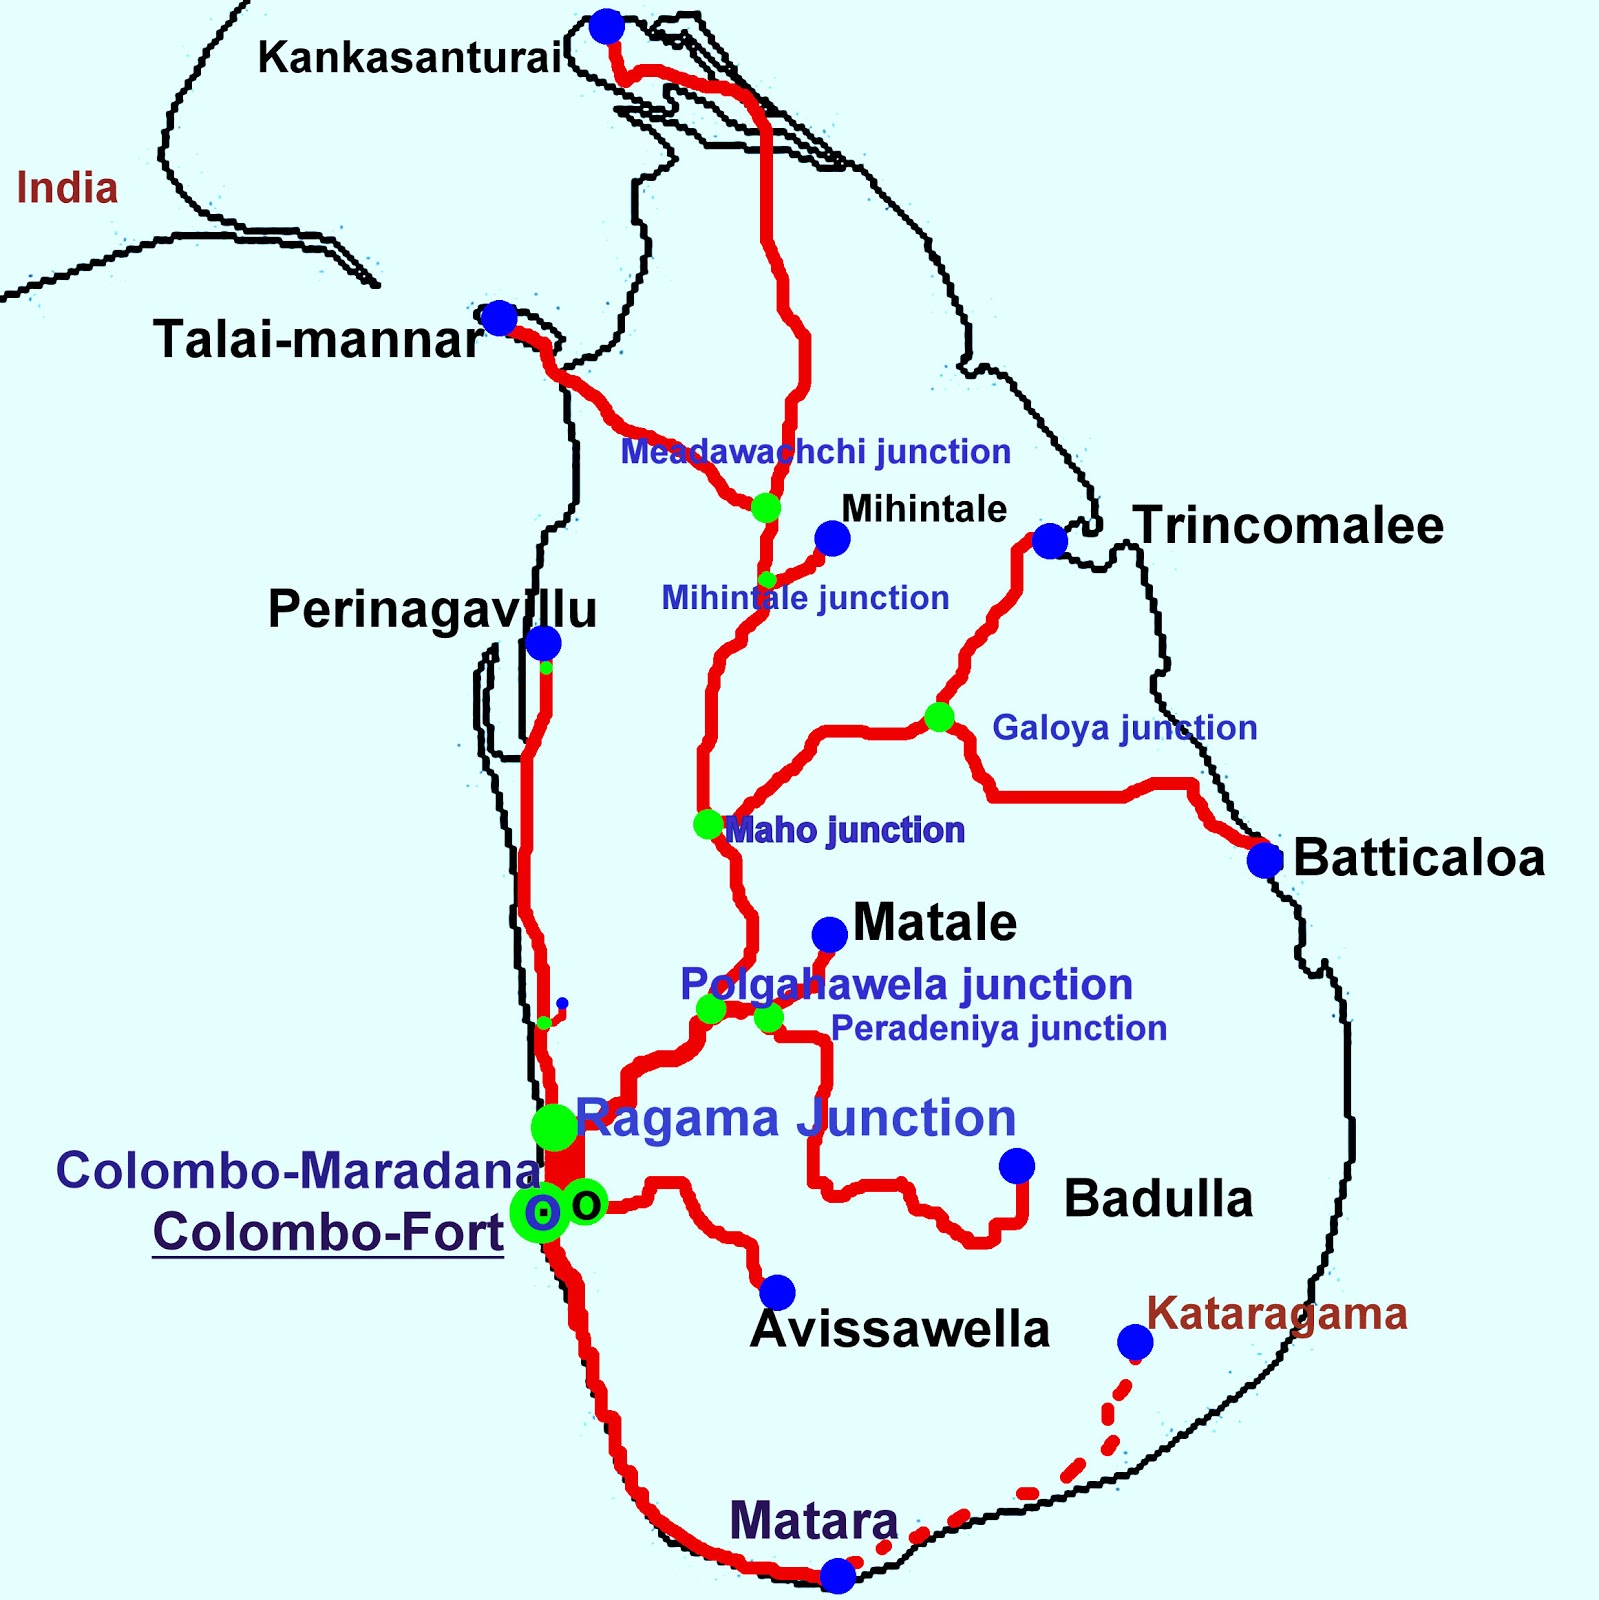 Kankasanturai
India
Talai-mannar
Meadawachchi junction
Mihintale
Trincomalee
Mihintale junction
Perinagavillu
Galoya junction
Maho junction
Batticaloa
Matale
Polgahawela junction
Peradeniya junction
Ragama Junction
Colombo-Maradana
Badulla
O
O
Colombo-Fort
Kataragama
Avissawella
Matara